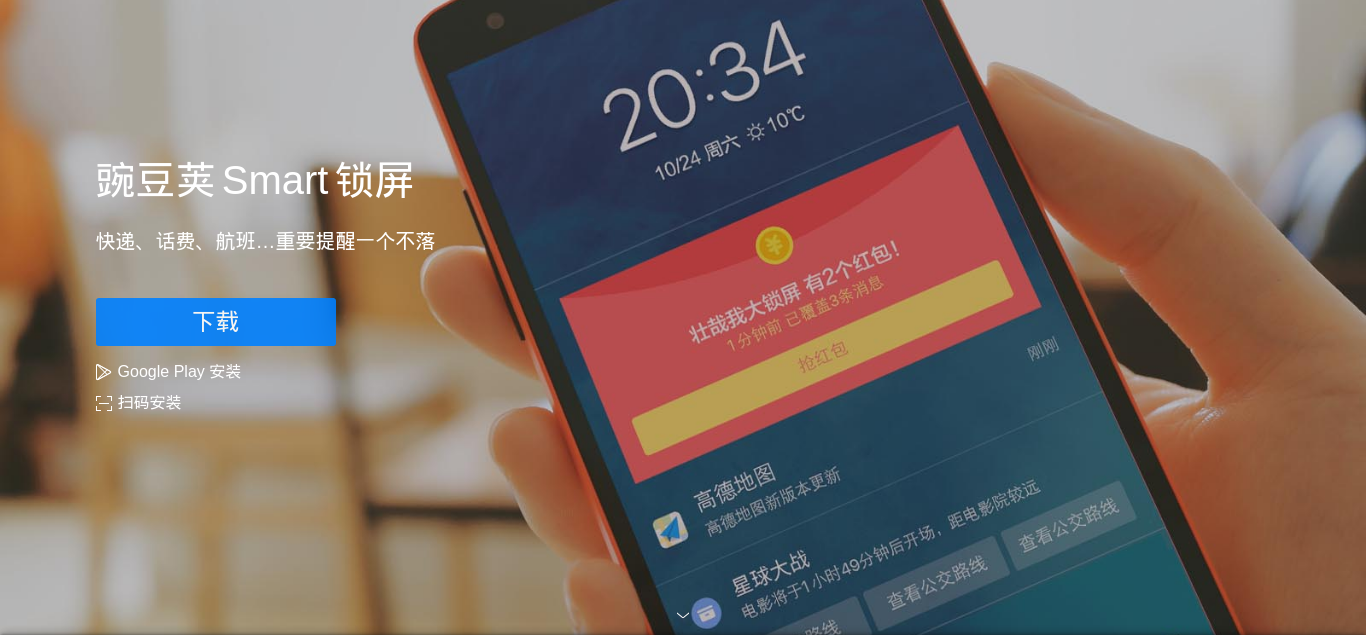 豌豆荚 Smart 锁屏
快递、话费、航班...重要提醒一个不落
下载
Google Play 安装
扫码安装
20:34
10/24 周六 10℃
壮哉我大锁屏 有2个红包!
1分钟前 已覆盖3条消息
抢红包
刚刚
高德地图
高德地图新版本更新
星球大战
电影将于1小时49分钟后开场，距电影院较远
路线
查看公交路线
查看公交路线